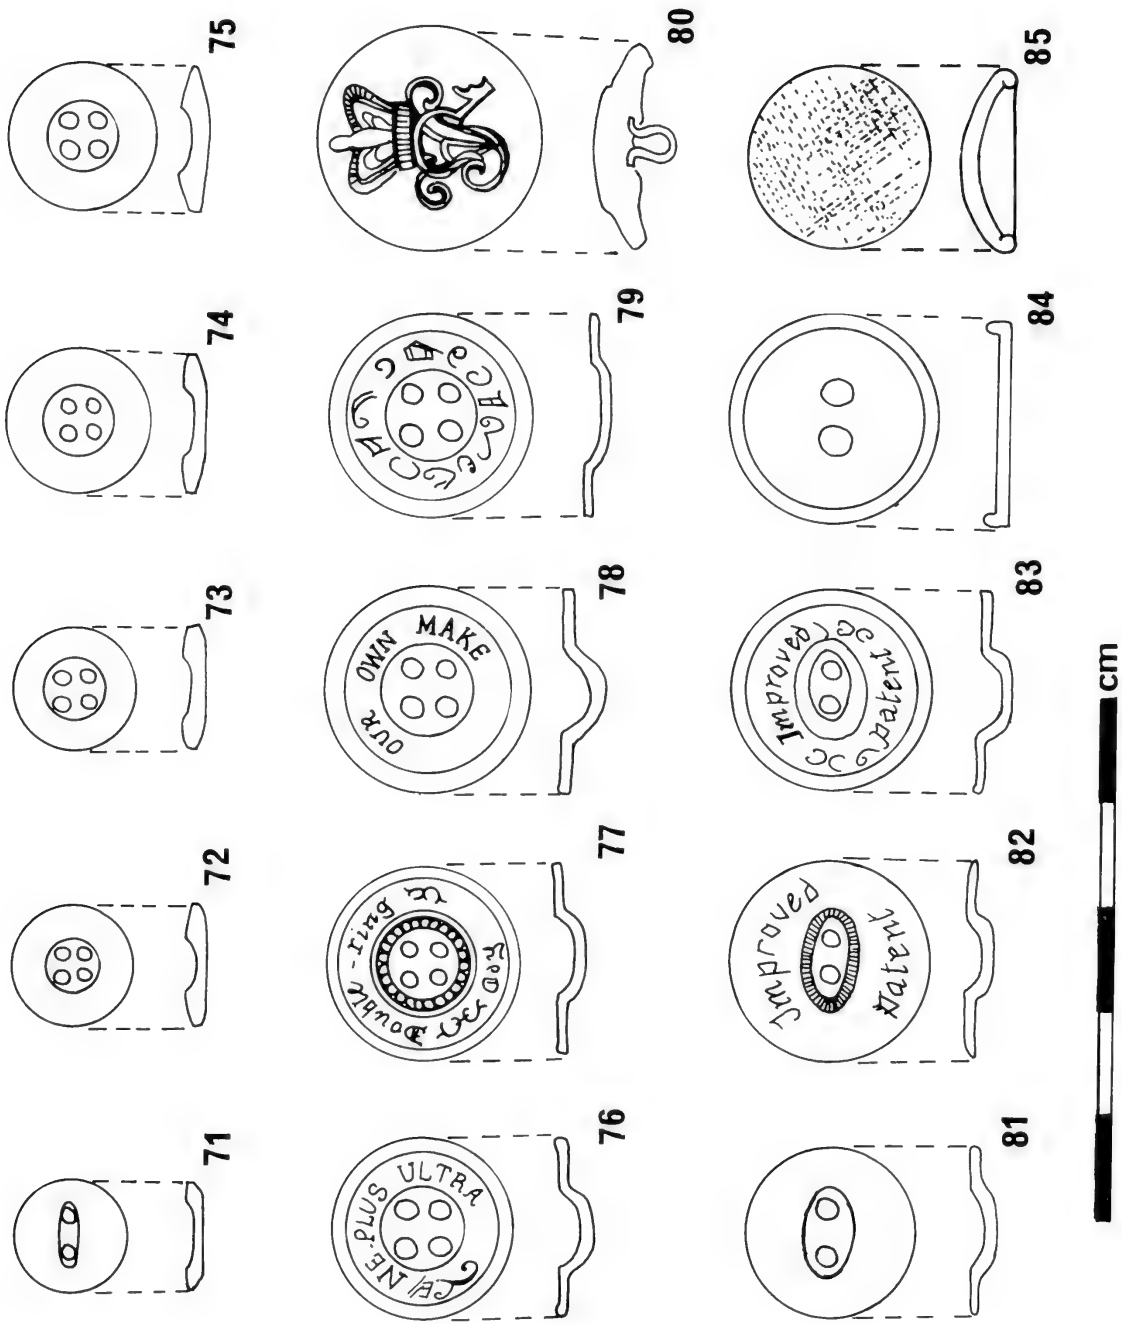 71
72
73
74
75
NE PLUS ULTRA
76
Double-ring
77
OUR OWN MAKE
78
79
80
81
Improved
Patent
82
Improved
Patent
83
84
85
cm